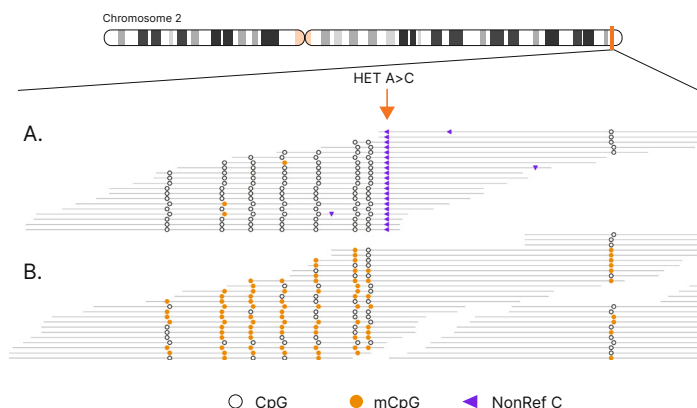 Chromosome 2
HET A>C
A.
B.
CpG
mCpG
NonRef C